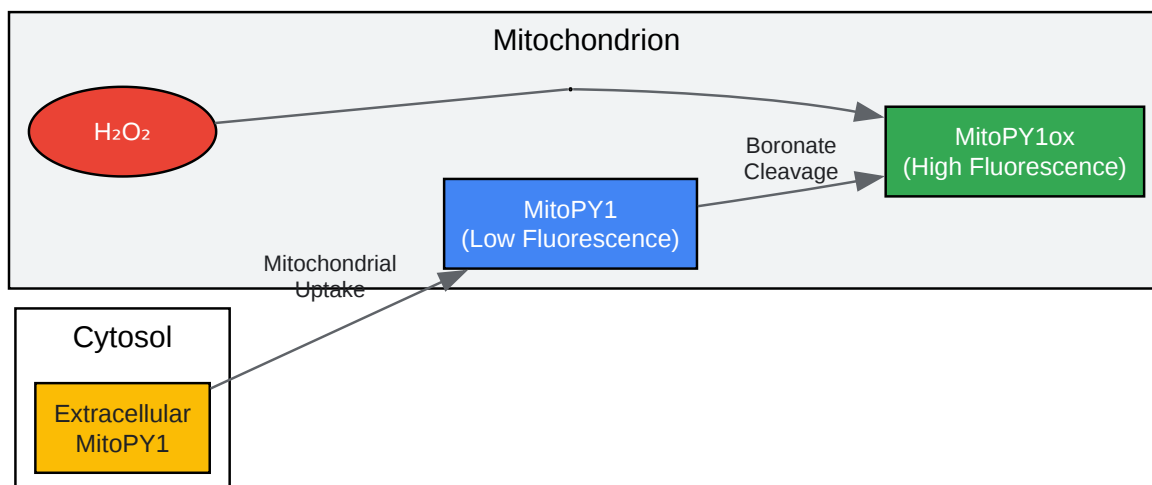 Mitochondrion
H₂O₂
MitoPY1ox
(High Fluorescence)
Boronate
Cleavage
MitoPY1
(Low Fluorescence)
Mitochondrial
Uptake
Cytosol
Extracellular
MitoPY1